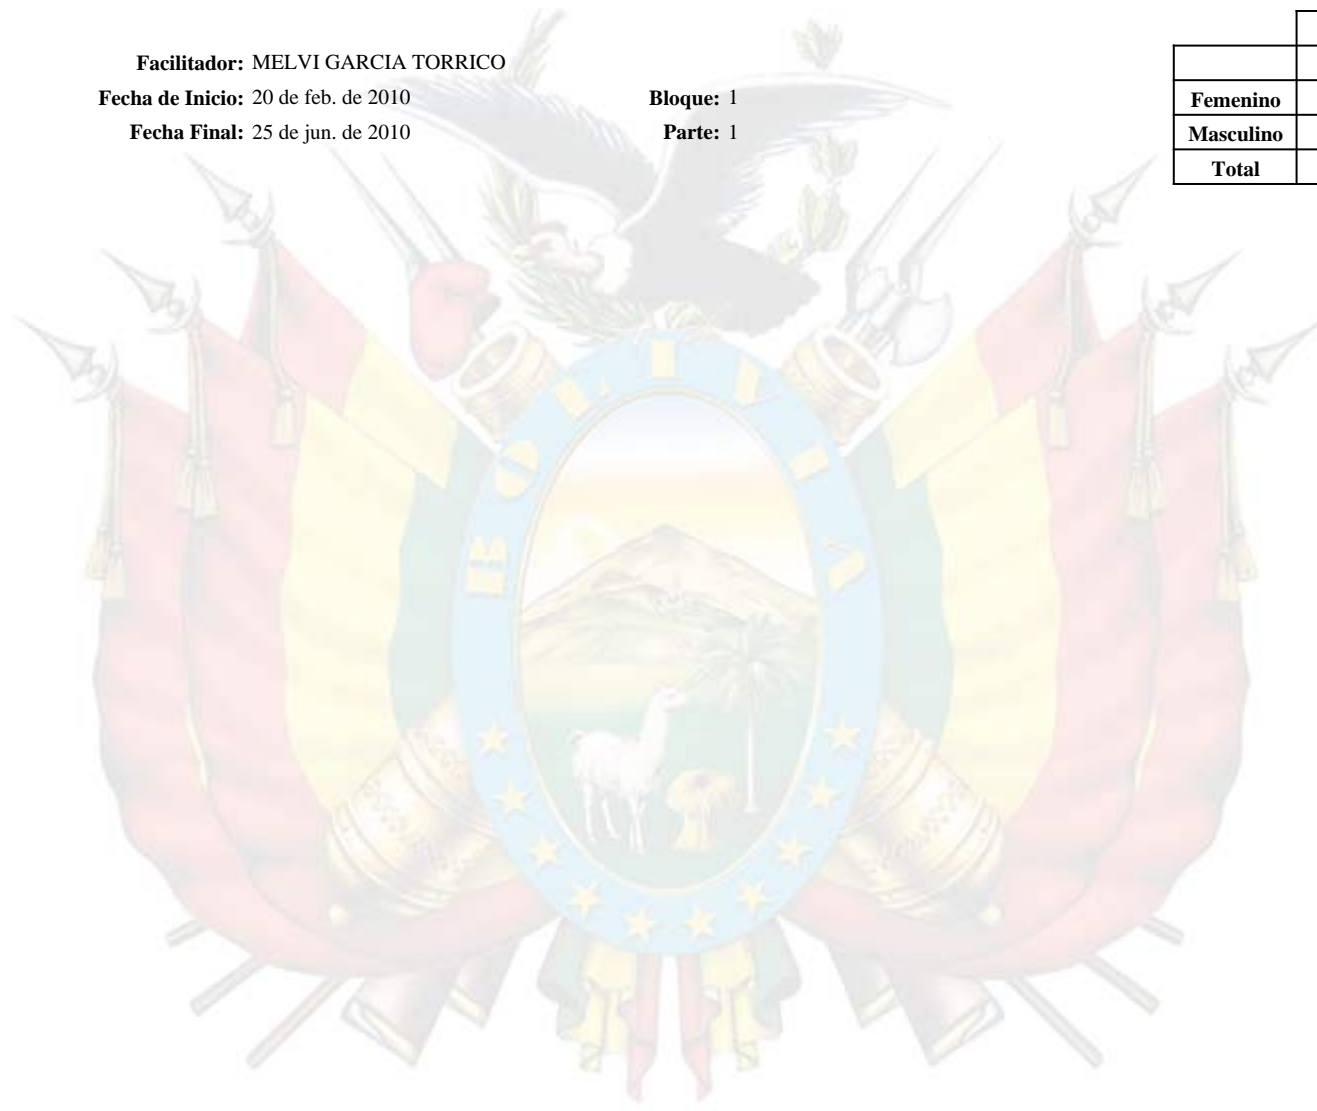 Facilitador: MELVI GARCIA TORRICO
Fecha de Inicio: 20 de feb. de 2010 Bloque: 1
Fecha Final: 25 de jun. de 2010 Parte: 1
Femenino
Masculino
Total
BOLIVIA